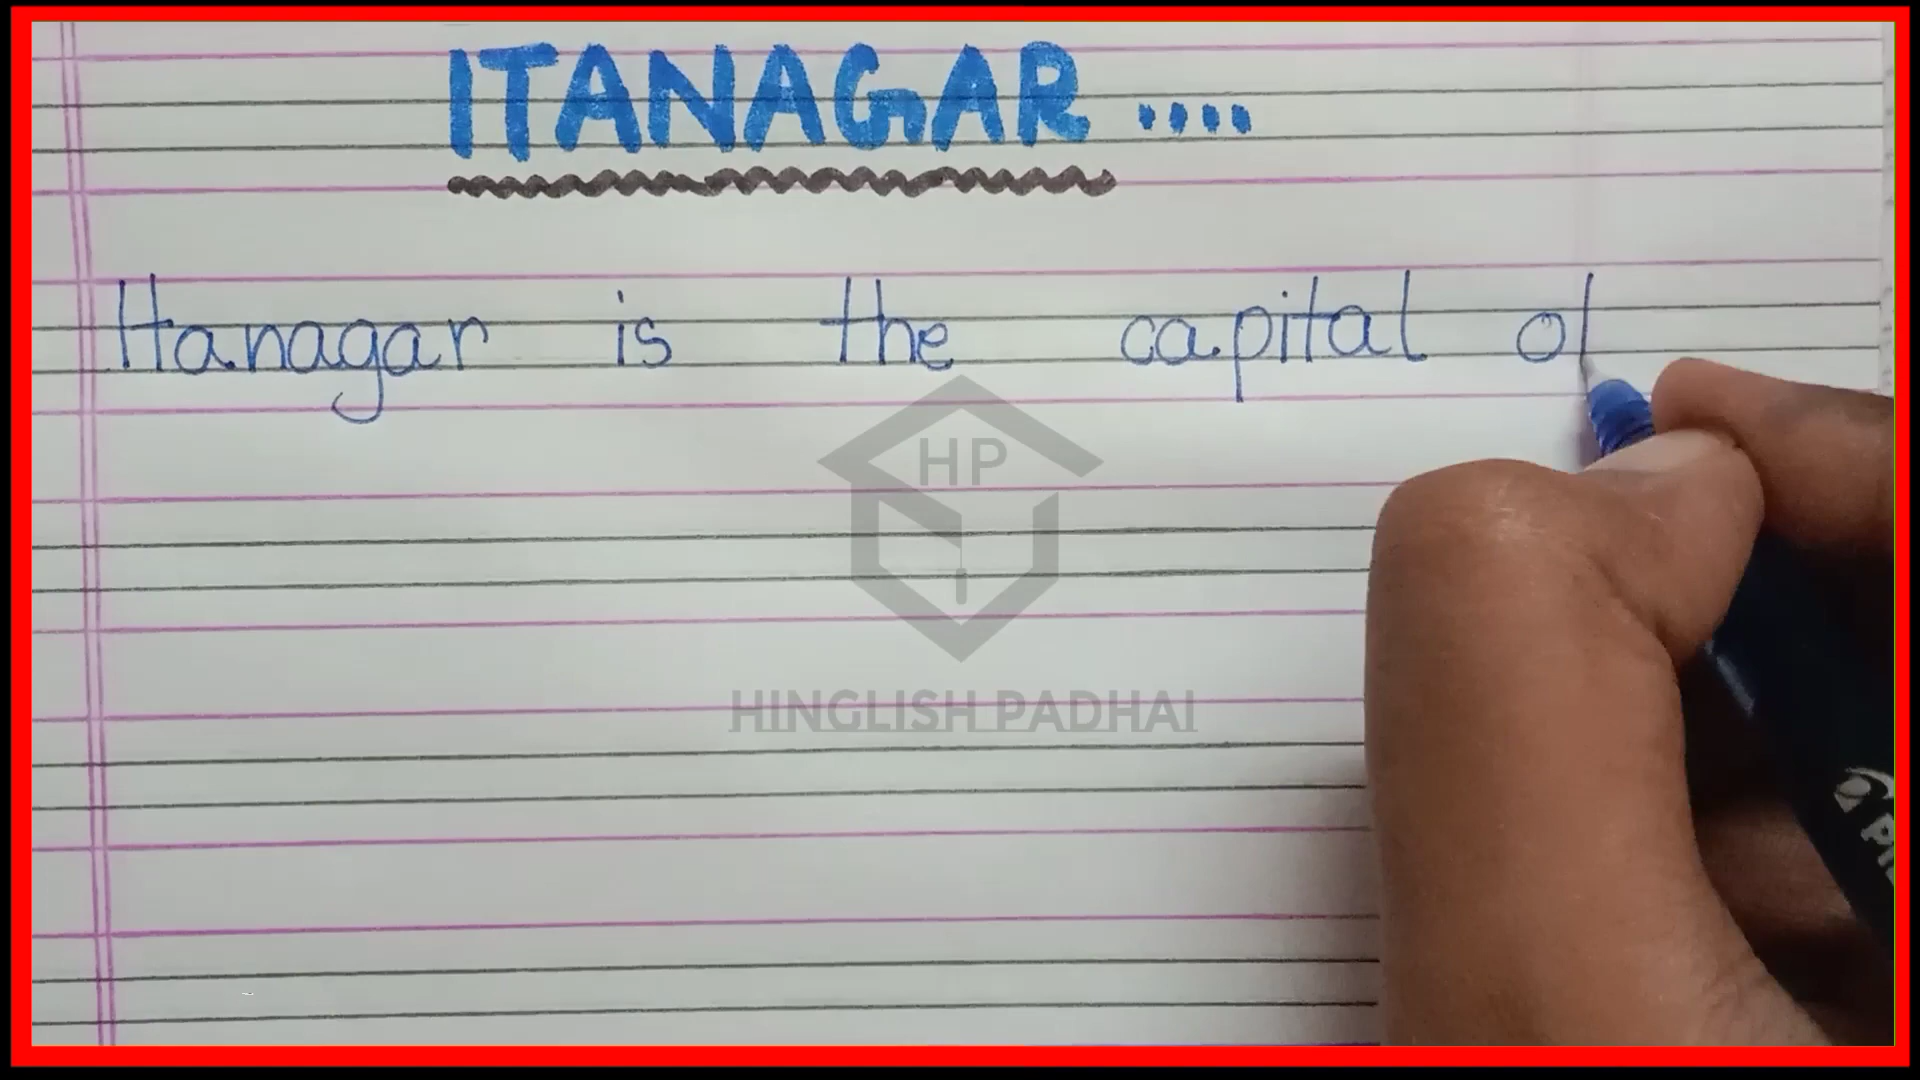 ITANAGAR ....
Itanagar is the capital of
HP
HINGLISH PADHAI